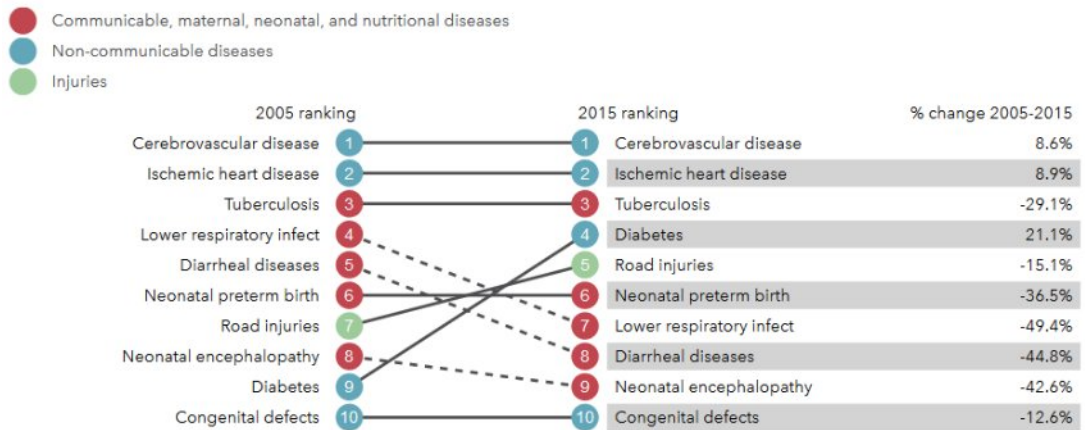 Communicable, maternal, neonatal, and nutritional diseases
Non-communicable diseases
Injuries
2005 ranking 2015 ranking % change 2005-2015
Cerebrovascular disease 1 1 Cerebrovascular disease 8.6%
Ischemic heart disease 2 2 Ischemic heart disease 8.9%
Tuberculosis 3 3 Tuberculosis -29.1%
Lower respiratory infect 4 4 Diabetes 21.1%
Diarrheal diseases 5 5 Road injuries -15.1%
Neonatal preterm birth 6 6 Neonatal preterm birth -36.5%
Road injuries 7 7 Lower respiratory infect -49.4%
Neonatal encephalopathy 8 8 Diarrheal diseases -44.8%
Diabetes 9 9 Neonatal encephalopathy -42.6%
Congenital defects 10 10 Congenital defects -12.6%